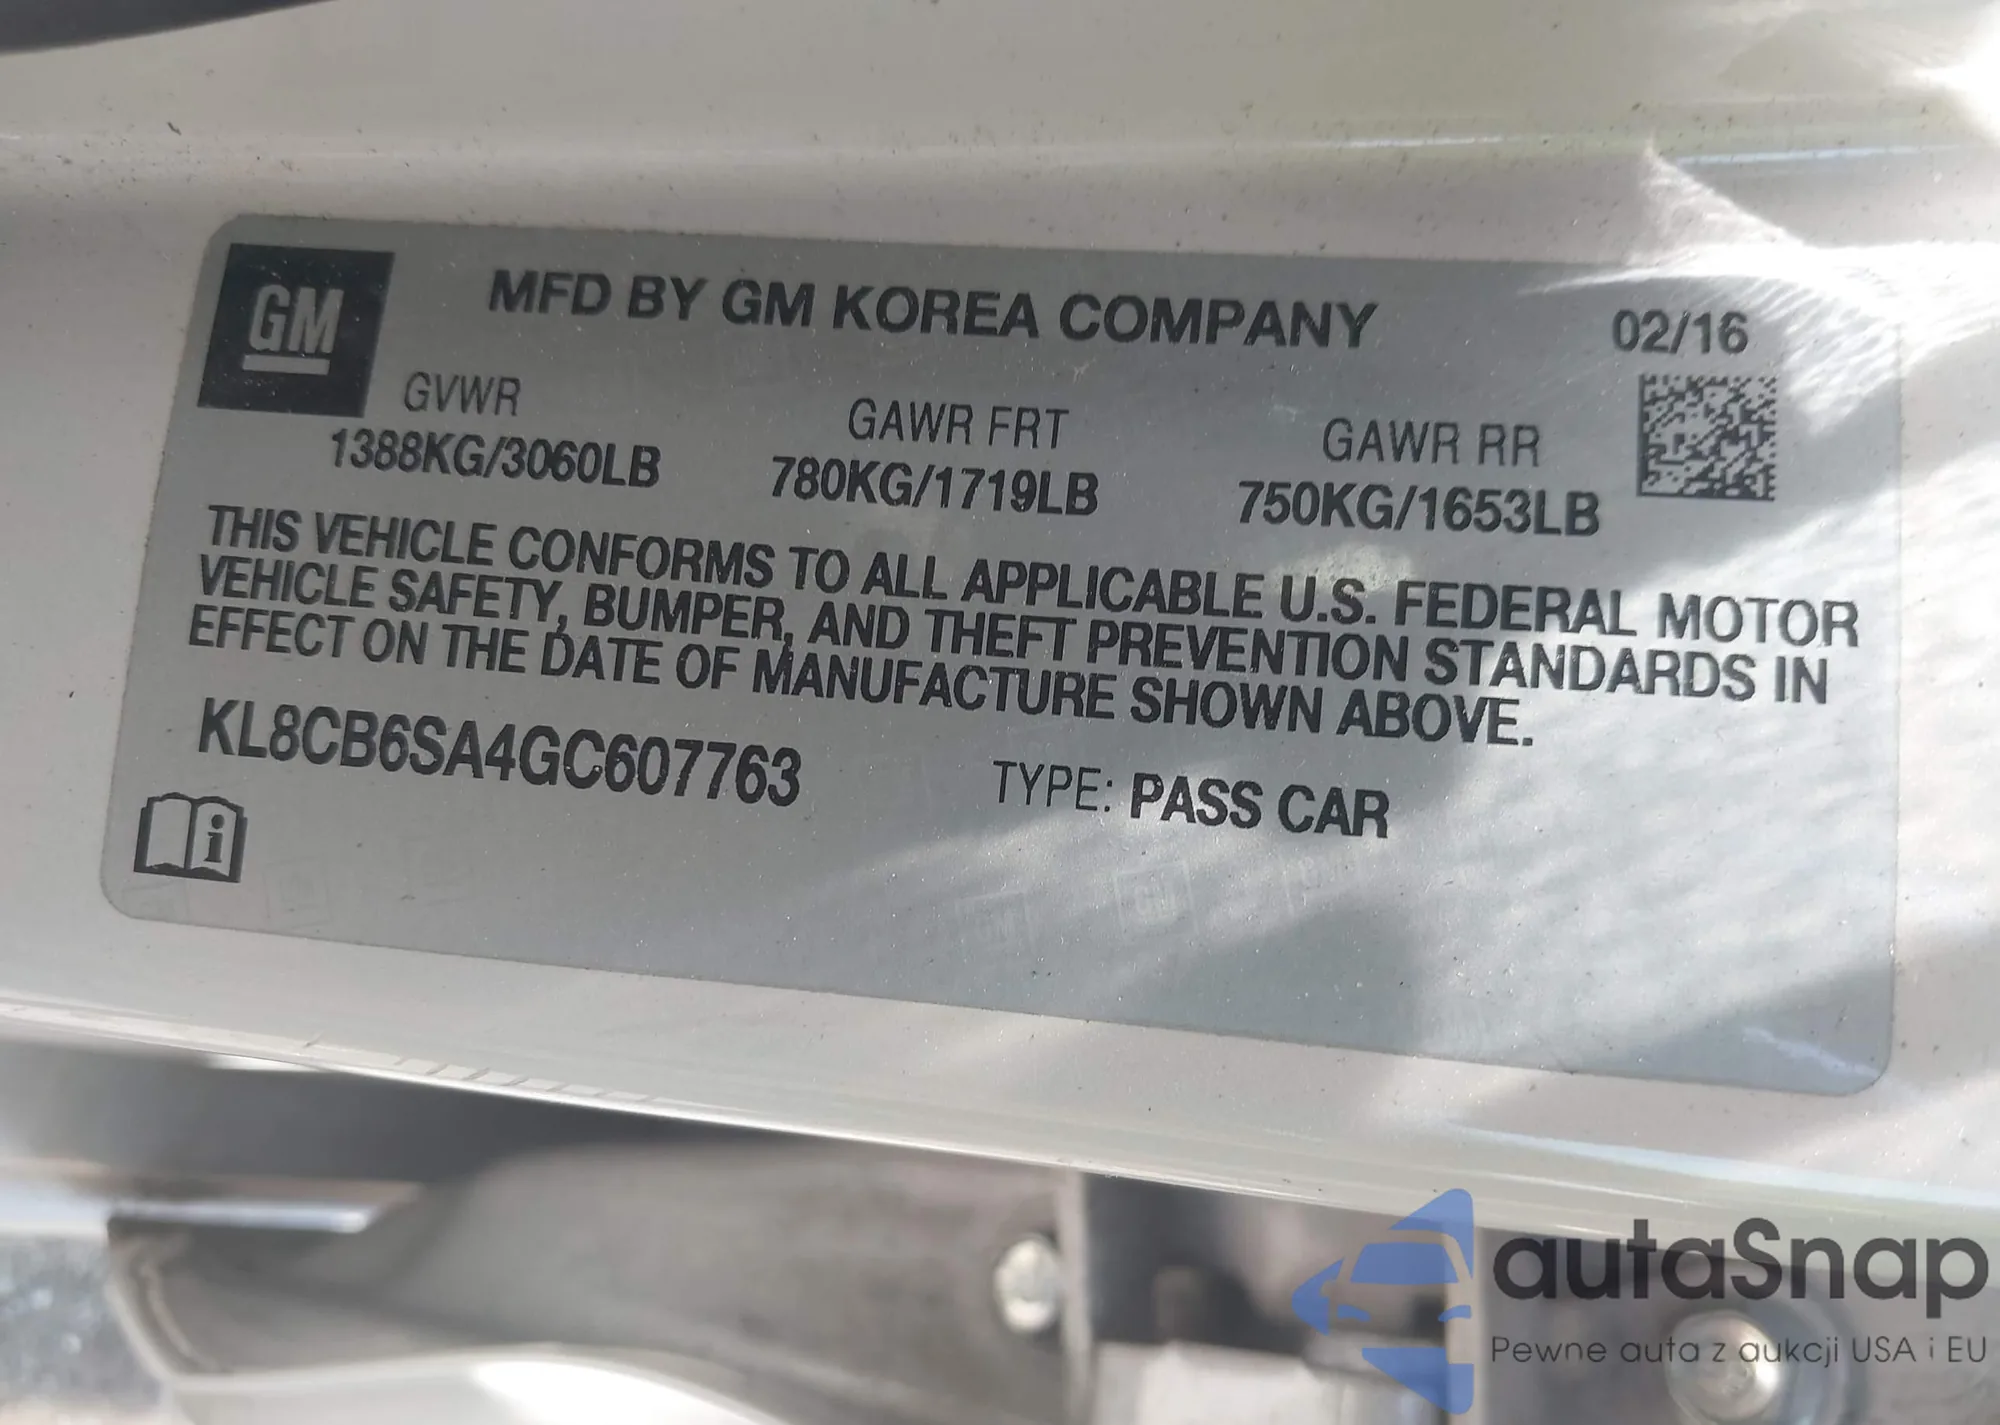 GM
MFD BY GM KOREA COMPANY
02/16
GVWR
1388KG/3060LB
GAWR FRT
780KG/1719LB
GAWR RR
750KG/1653LB
THIS VEHICLE CONFORMS TO ALL APPLICABLE U.S. FEDERAL MOTOR
VEHICLE SAFETY, BUMPER, AND THEFT PREVENTION STANDARDS IN
EFFECT ON THE DATE OF MANUFACTURE SHOWN ABOVE.
KL8CB6SA4GC607763
TYPE: PASS CAR
i
GM
GM
autaSnap
Pewne auta z aukcji USA i EU